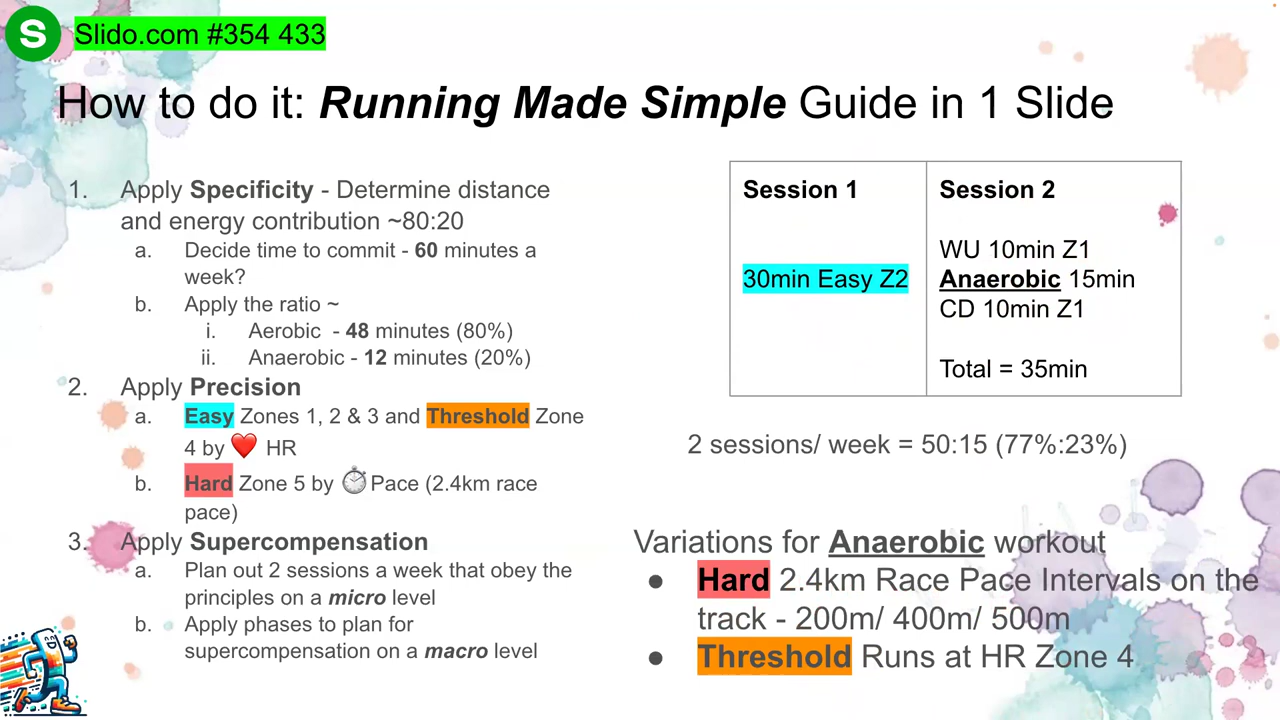 S
Slido.com #354 433
How to do it: Running Made Simple Guide in 1 Slide
1. Apply Specificity - Determine distance
and energy contribution ~80:20
a. Decide time to commit - 60 minutes a
week?
b. Apply the ratio ~
i. Aerobic - 48 minutes (80%)
ii. Anaerobic - 12 minutes (20%)
2. Apply Precision
a. Easy Zones 1, 2 & 3 and Threshold Zone
4 by ❤️ HR
b. Hard Zone 5 by ⏱️ Pace (2.4km race
pace)
3. Apply Supercompensation
a. Plan out 2 sessions a week that obey the
principles on a micro level
b. Apply phases to plan for
supercompensation on a macro level
Session 1
30min Easy Z2
Session 2
WU 10min Z1
Anaerobic 15min
CD 10min Z1
Total = 35min
2 sessions/ week = 50:15 (77%:23%)
Variations for Anaerobic workout
● Hard 2.4km Race Pace Intervals on the
track - 200m/ 400m/ 500m
● Threshold Runs at HR Zone 4